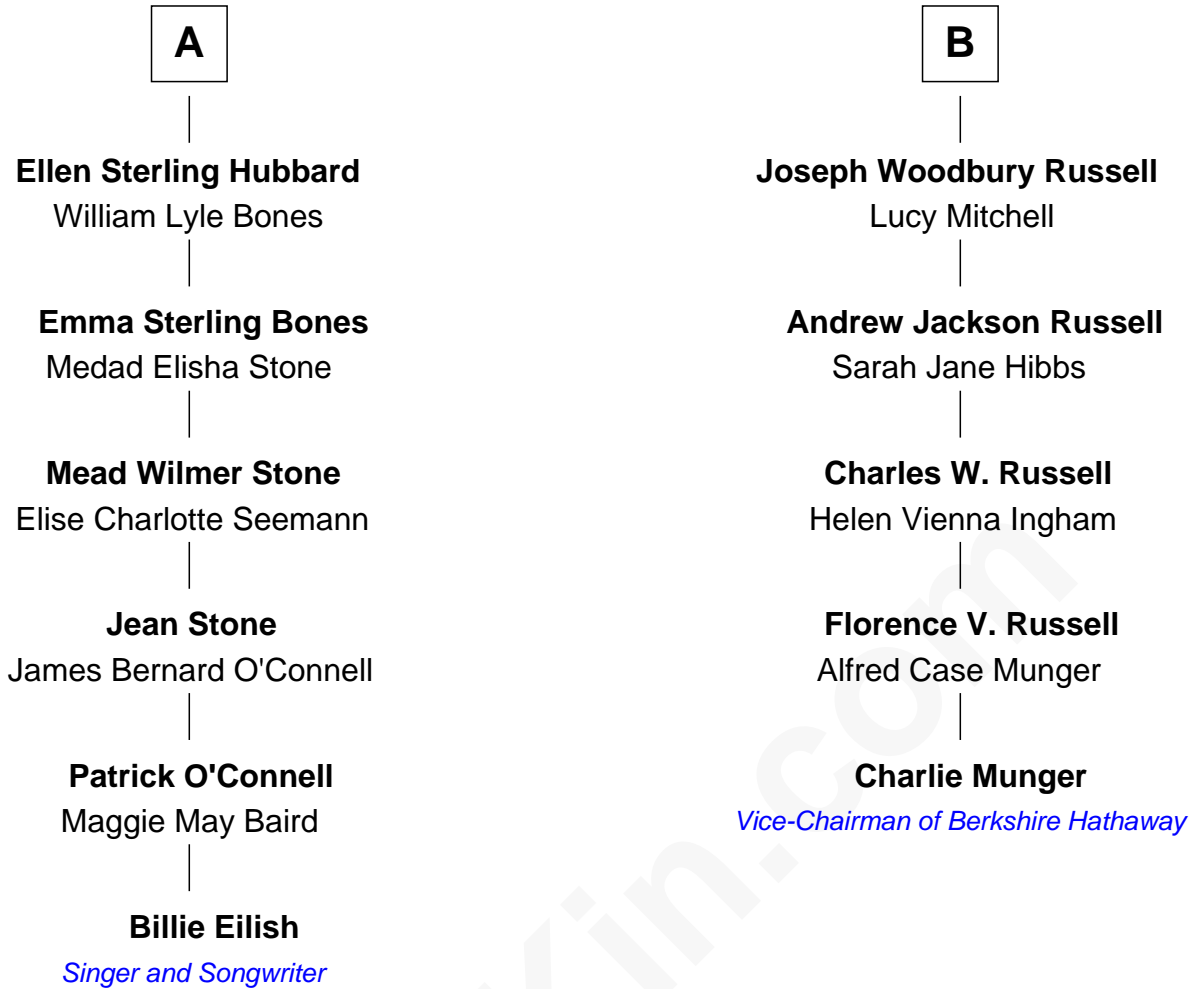 A
Ellen Sterling Hubbard
William Lyle Bones
Emma Sterling Bones
Medad Elisha Stone
Mead Wilmer Stone
Elise Charlotte Seemann
Jean Stone
James Bernard O'Connell
Patrick O'Connell
Maggie May Baird
Billie Eilish
Singer and Songwriter
B
Joseph Woodbury Russell
Lucy Mitchell
Andrew Jackson Russell
Sarah Jane Hibbs
Charles W. Russell
Helen Vienna Ingham
Florence V. Russell
Alfred Case Munger
Charlie Munger
Vice-Chairman of Berkshire Hathaway